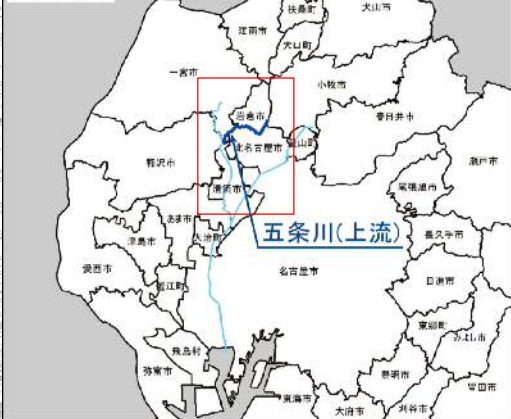 扶桑町
犬山市
江南市
大口町
一宮市
小牧市
岩倉市
春日井市
豊山町
北名古屋市
稲沢市
瀬戸市
清須市
尾張旭市
あま市
五条川(上流)
長久手市
津島市
大治町
愛西市
名古屋市
日進市
蟹江町
東郷町
みよし市
飛島村
弥富市
豊明市
豊田市
東海市
大府市
刈谷市